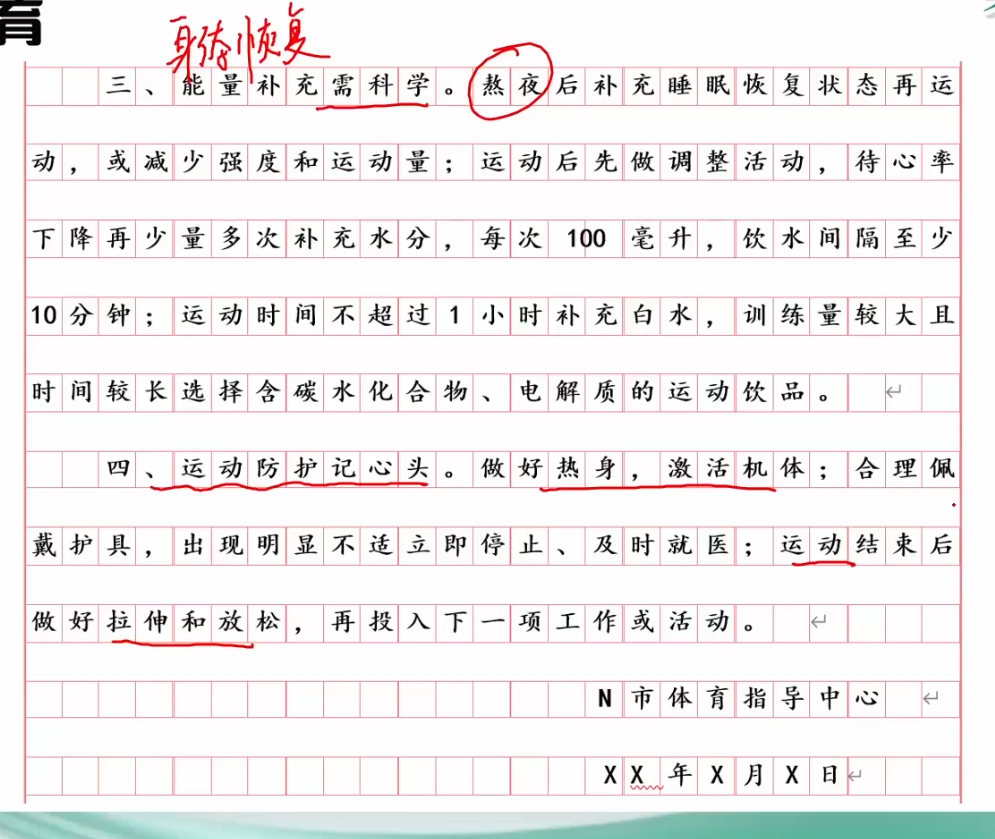 育
身体恢复
三、能量补充需科学。熬夜后补充睡眠恢复状态再运
动，或减少强度和运动量；运动后先做调整活动，待心率
下降再少量多次补充水分，每次 100 毫升，饮水间隔至少
10 分钟；运动时间不超过 1 小时补充白水，训练量较大且
时间较长选择含碳水化合物、电解质的运动饮品。
四、运动防护记心头。做好热身，激活机体；合理佩
戴护具，出现明显不适立即停止、及时就医；运动结束后
做好拉伸和放松，再投入下一项工作或活动。
N 市体育指导中心
XX 年 X 月 X 日